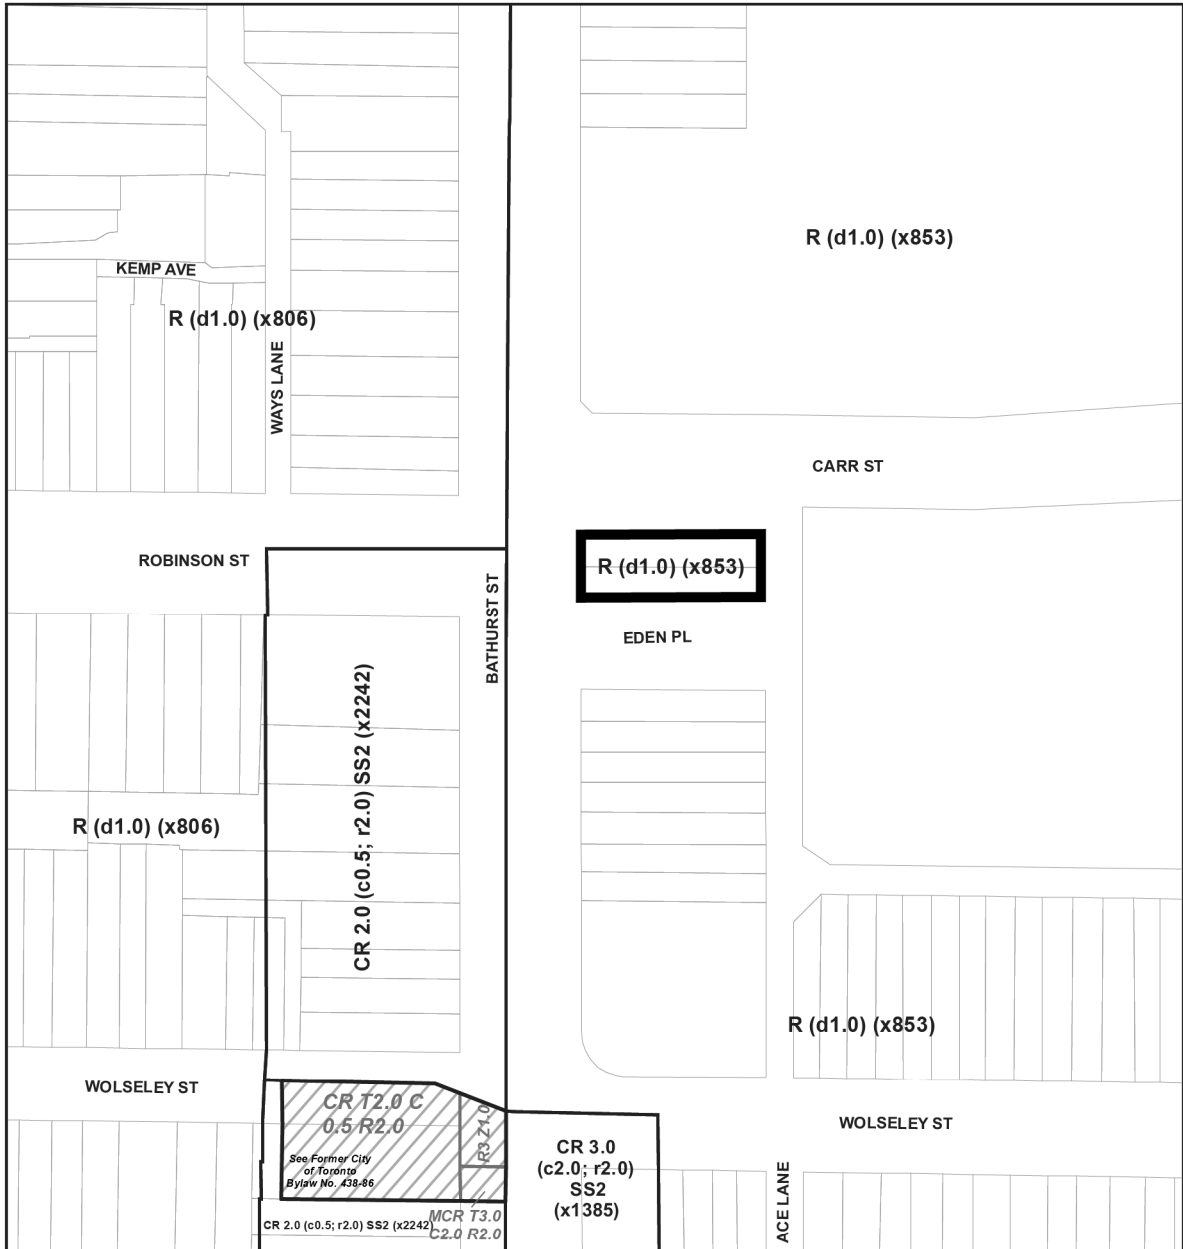 R (d1.0) (x853)
KEMP AVE
R (d1.0) (x806)
WAYS LANE
CARR ST
ROBINSON ST
R (d1.0) (x853)
BATHURST ST
EDEN PL
CR 2.0 (c0.5; r2.0) SS2 (x2242)
R (d1.0) (x806)
R (d1.0) (x853)
WOLSELEY ST
CR T2.0 C
0.5 R2.0
R3 Z1.0
See Former City
of Toronto
Bylaw No. 438-86
WOLSELEY ST
CR 3.0
(c2.0; r2.0)
SS2
(x1385)
ACE LANE
MCR T3.0
C2.0 R2.0
CR 2.0 (c0.5; r2.0) SS2 (x2242)